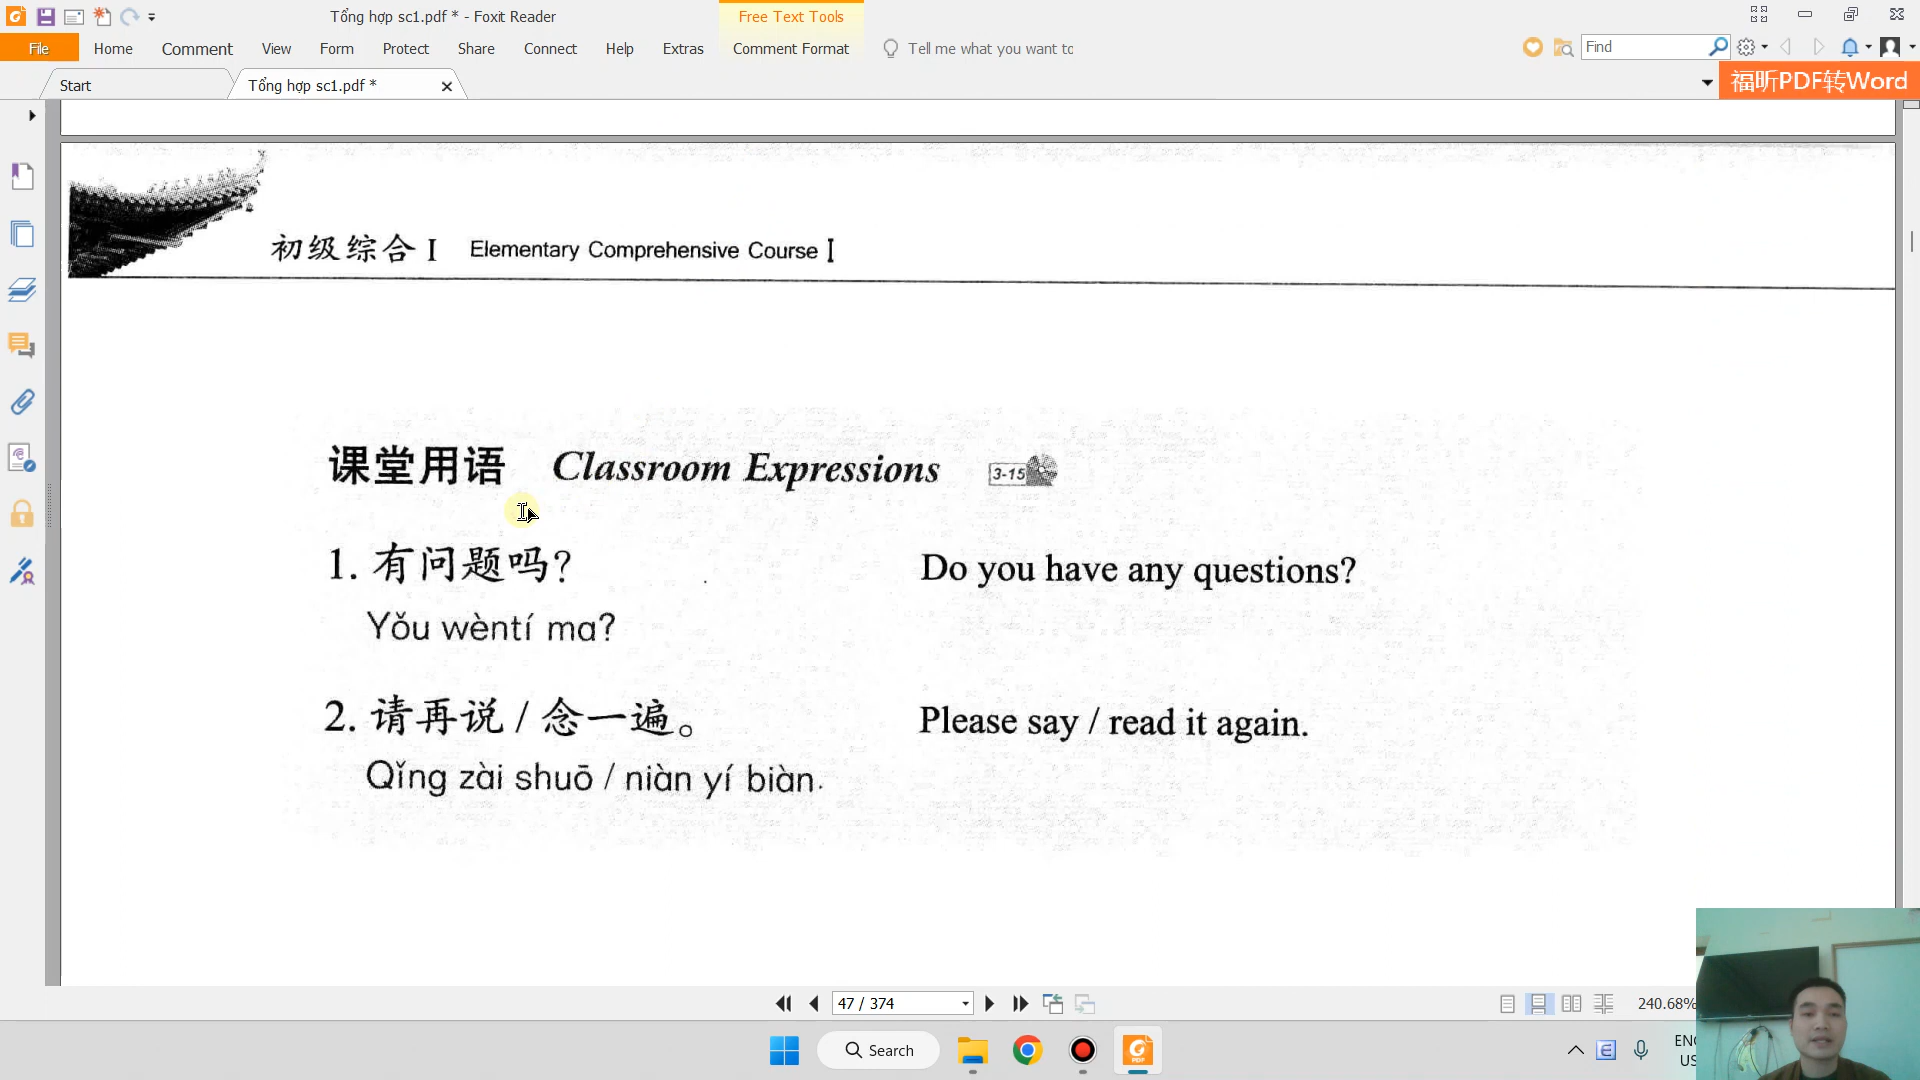 Tổng hợp sc1.pdf * - Foxit Reader
Free Text Tools
File Home Comment View Form Protect Share Connect Help Extras Comment Format Tell me what you want to
Find
Start
Tổng hợp sc1.pdf *
福昕PDF转Word
初级综合 I Elementary Comprehensive Course I
课堂用语 Classroom Expressions 3-15
1. 有问题吗? Do you have any questions?
Yǒu wèntí ma?
2. 请再说 / 念一遍。 Please say / read it again.
Qǐng zài shuō / niàn yí biàn.
47 / 374
240.68%
Search